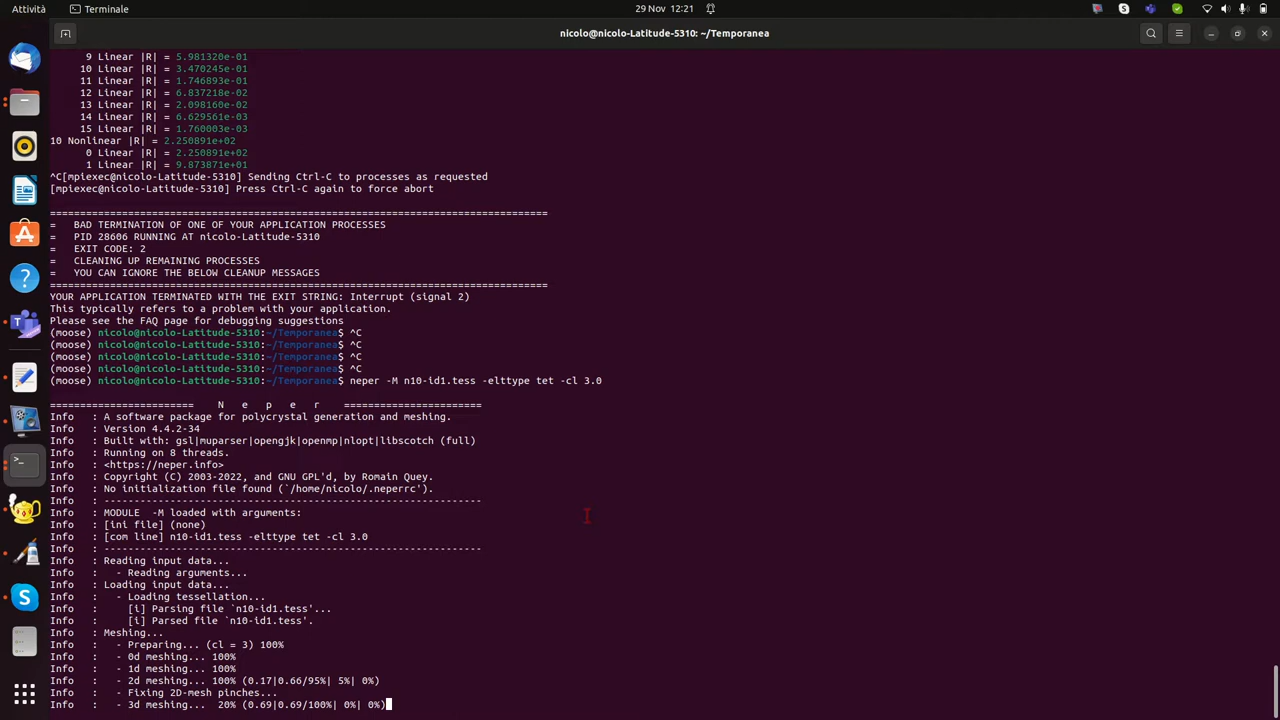 Attività
Terminale
29 Nov 12:21
nicolo@nicolo-Latitude-5310: ~/Temporanea
9 Linear |R| = 5.981320e-01
10 Linear |R| = 3.470245e-01
11 Linear |R| = 1.746893e-01
12 Linear |R| = 6.837218e-02
13 Linear |R| = 2.098160e-02
14 Linear |R| = 6.629561e-03
15 Linear |R| = 1.760003e-03
10 Nonlinear |R| = 2.250891e+02
0 Linear |R| = 2.250891e+02
1 Linear |R| = 9.873871e+01
^C[mpiexec@nicolo-Latitude-5310] Sending Ctrl-C to processes as requested
[mpiexec@nicolo-Latitude-5310] Press Ctrl-C again to force abort
===================================================================================
=   BAD TERMINATION OF ONE OF YOUR APPLICATION PROCESSES
=   PID 28606 RUNNING AT nicolo-Latitude-5310
=   EXIT CODE: 2
=   CLEANING UP REMAINING PROCESSES
=   YOU CAN IGNORE THE BELOW CLEANUP MESSAGES
===================================================================================
YOUR APPLICATION TERMINATED WITH THE EXIT STRING: Interrupt (signal 2)
This typically refers to a problem with your application.
Please see the FAQ page for debugging suggestions
(moose) nicolo@nicolo-Latitude-5310:~/Temporanea$ ^C
(moose) nicolo@nicolo-Latitude-5310:~/Temporanea$ ^C
(moose) nicolo@nicolo-Latitude-5310:~/Temporanea$ ^C
(moose) nicolo@nicolo-Latitude-5310:~/Temporanea$ ^C
(moose) nicolo@nicolo-Latitude-5310:~/Temporanea$ neper -M n10-id1.tess -elttype tet -cl 3.0
========================    N   e   p   e   r    =======================
Info   : A software package for polycrystal generation and meshing.
Info   : Version 4.4.2-34
Info   : Built with: gsl|muparser|opengjk|openmp|nlopt|libscotch (full)
Info   : Running on 8 threads.
Info   : <https://neper.info>
Info   : Copyright (C) 2003-2022, and GNU GPL'd, by Romain Quey.
Info   : No initialization file found (`/home/nicolo/.neperrc').
Info   : ---------------------------------------------------------------
Info   : MODULE  -M loaded with arguments:
Info   : [ini file] (none)
Info   : [com line] n10-id1.tess -elttype tet -cl 3.0
Info   : ---------------------------------------------------------------
Info   : Reading input data...
Info   :   - Reading arguments...
Info   : Loading input data...
Info   :   - Loading tessellation...
Info   :     [i] Parsing file `n10-id1.tess'...
Info   :     [i] Parsed file `n10-id1.tess'.
Info   : Meshing...
Info   :   - Preparing... (cl = 3) 100%
Info   :   - 0d meshing... 100%
Info   :   - 1d meshing... 100%
Info   :   - 2d meshing... 100% (0.17|0.66/95%| 5%| 0%)
Info   :   - Fixing 2D-mesh pinches...
Info   :   - 3d meshing...  20% (0.69|0.69/100%| 0%| 0%)